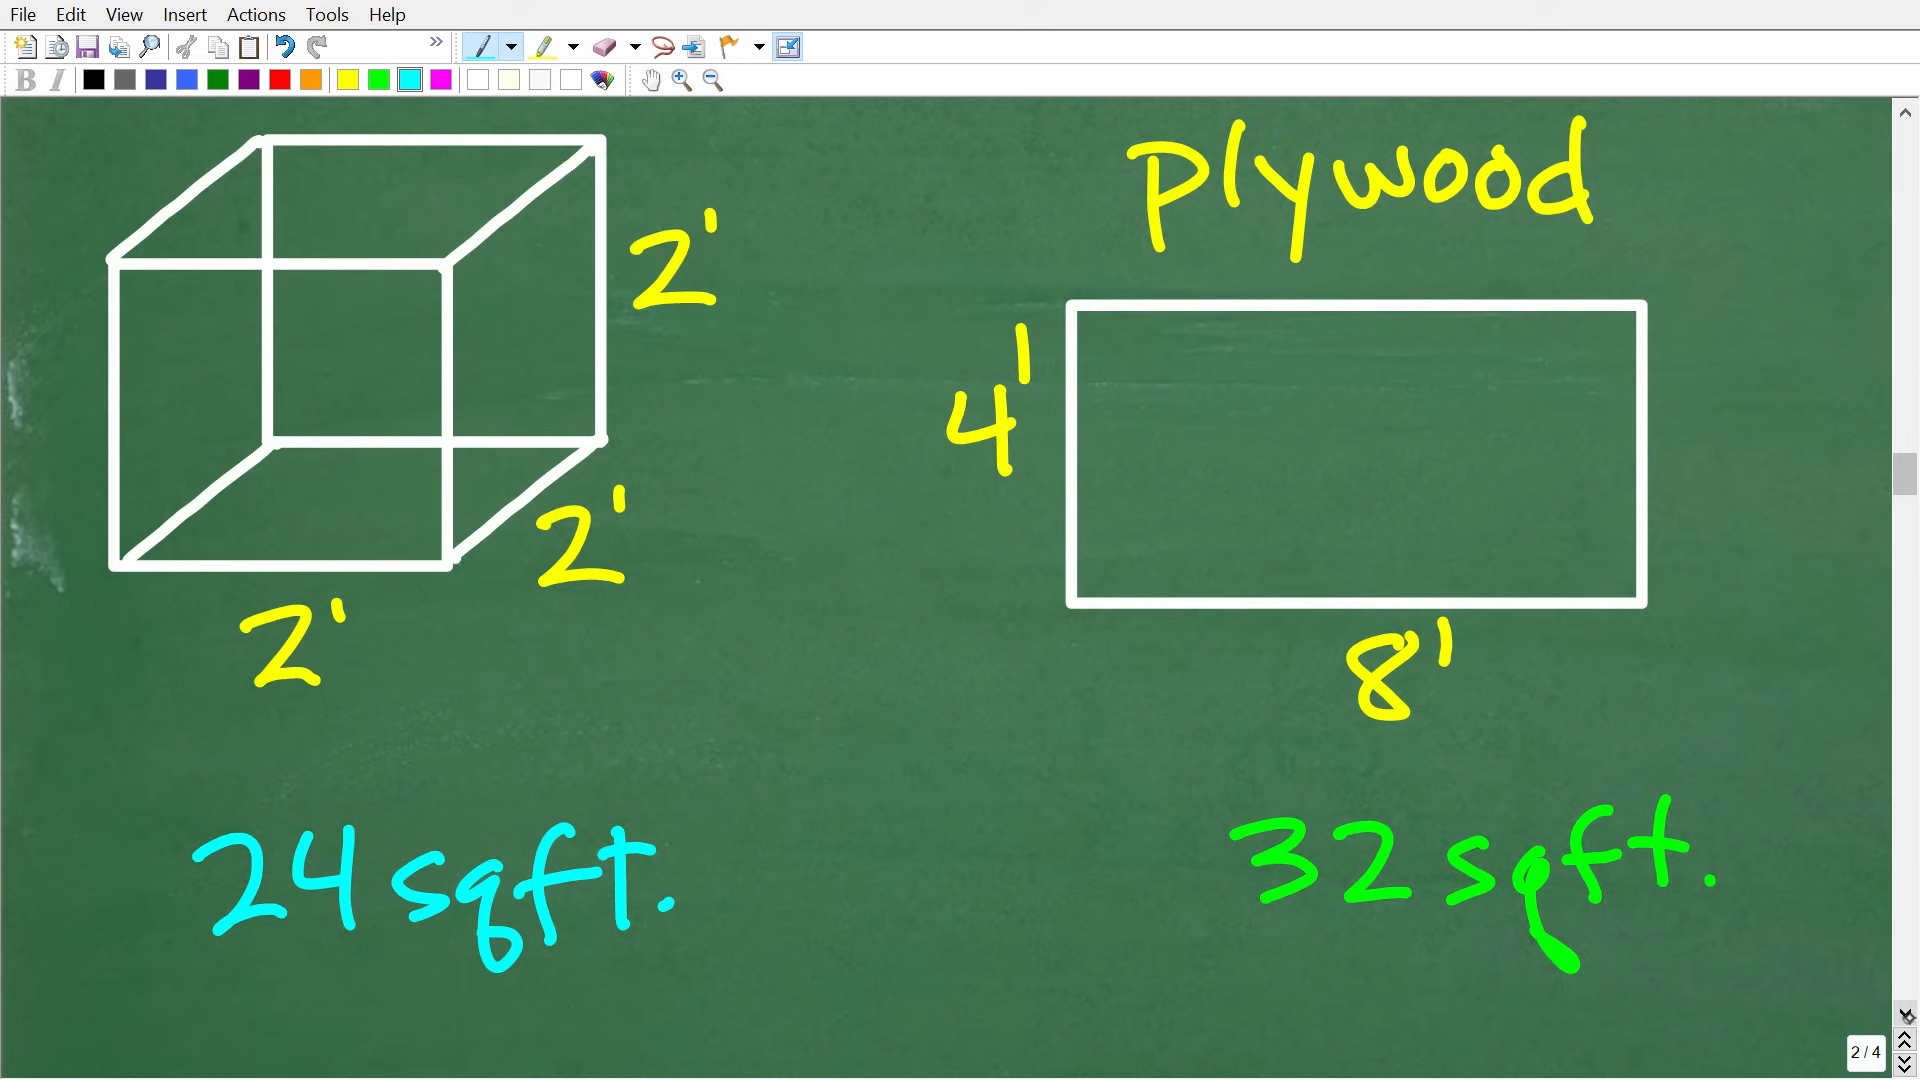 File Edit View Insert Actions Tools Help
B I
plywood
2'
4'
2'
2'
8'
24 sqft.
32 sqft.
2 / 4